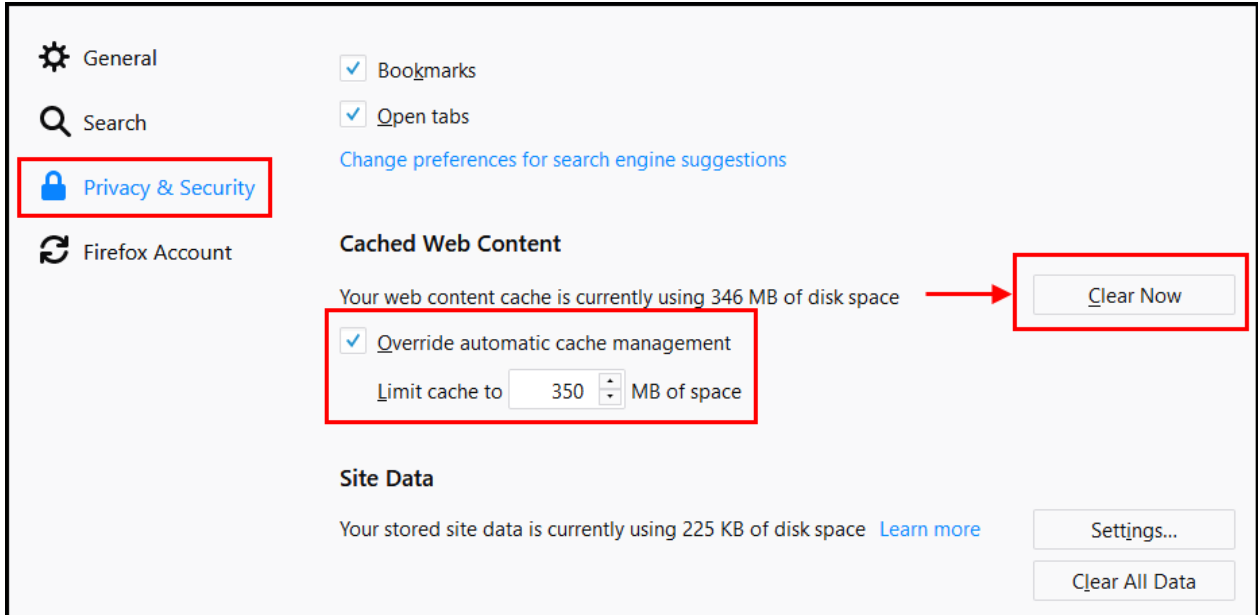 General
Search
Privacy & Security
Firefox Account
Bookmarks
Open tabs
Change preferences for search engine suggestions
Cached Web Content
Your web content cache is currently using 346 MB of disk space
Clear Now
Override automatic cache management
Limit cache to 350 MB of space
Site Data
Your stored site data is currently using 225 KB of disk space Learn more
Settings...
Clear All Data